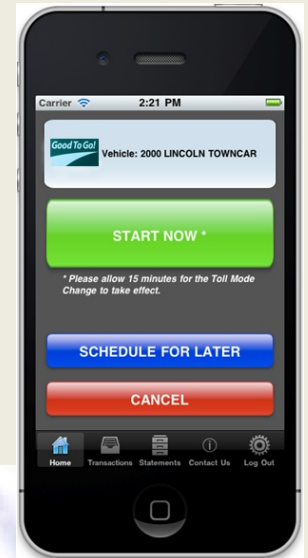 Carrier 2:21 PM
Good To Go!
Vehicle: 2000 LINCOLN TOWNCAR
START NOW *
* Please allow 15 minutes for the Toll Mode
Change to take effect.
SCHEDULE FOR LATER
CANCEL
Home Transactions Statements Contact Us Log Out